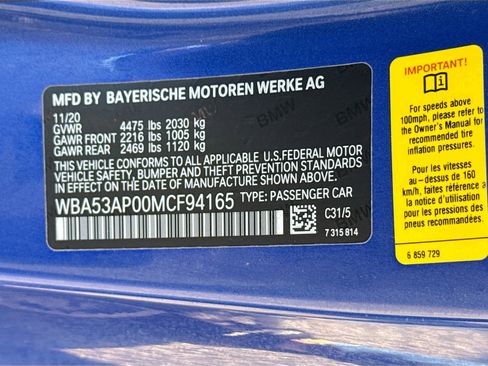 MFD BY BAYERISCHE MOTOREN WERKE AG
11/20
GVWR 4475 lbs 2030 kg
GAWR FRONT 2216 lbs 1005 kg
GAWR REAR 2469 lbs 1120 kg
THIS VEHICLE CONFORMS TO ALL APPLICABLE U.S.FEDERAL MOTOR
VEHICLE SAFETY, BUMPER AND THEFT PREVENTION STANDARDS
IN EFFECT ON THE DATE OF MANUFACTURE SHOWN ABOVE.
WBA53AP00MCF94165 TYPE: PASSENGER CAR
C31/5
7 315 814
IMPORTANT!
For speeds above
100mph, please refer to
the Owner's Manual for
recommended tire
inflation pressures.
Pour les vitesses
au-dessus de 160
km/h, faites référence a
la notice d'utilisation
pour les pressions de
pneus recommendés.
6 859 729